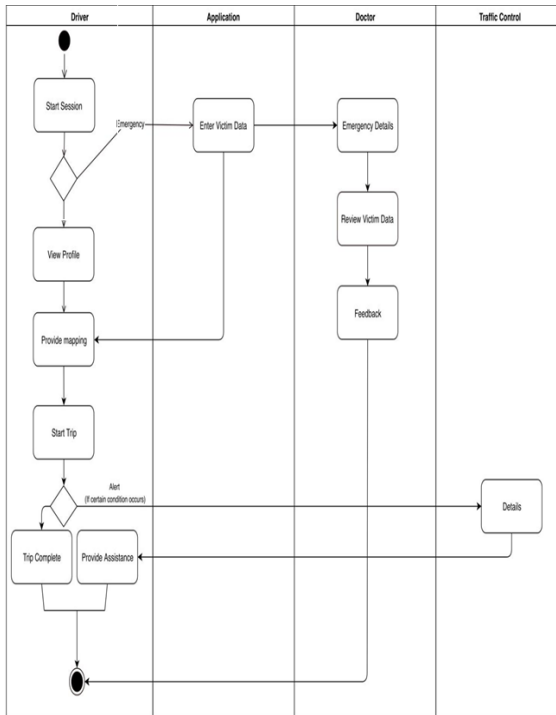 Driver
Application
Doctor
Traffic Control
Start Session
Emergency
Enter Victim Data
Emergency Details
View Profile
Review Victim Data
Provide mapping
Feedback
Start Trip
Alert
(If certain condition occurs)
Details
Trip Complete
Provide Assistance